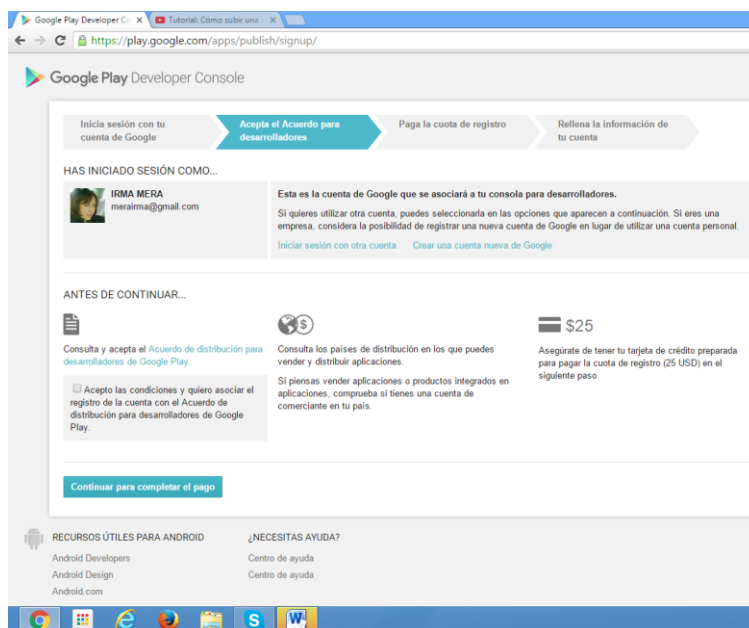 Google Play Developer Co
Tutorial: Cómo subir una
https://play.google.com/apps/publish/signup/
Google Play Developer Console
Inicia sesión con tu
cuenta de Google
Acepta el Acuerdo para
desarrolladores
Paga la cuota de registro
Rellena la información de
tu cuenta
HAS INICIADO SESIÓN COMO...
IRMA MERA
merairma@gmail.com
Esta es la cuenta de Google que se asociará a tu consola para desarrolladores.
Si quieres utilizar otra cuenta, puedes seleccionarla en las opciones que aparecen a continuación. Si eres una
empresa, considera la posibilidad de registrar una nueva cuenta de Google en lugar de utilizar una cuenta personal.
Iniciar sesión con otra cuenta Crear una cuenta nueva de Google
ANTES DE CONTINUAR...
Consulta y acepta el Acuerdo de distribución para
desarrolladores de Google Play.
Acepto las condiciones y quiero asociar el
registro de la cuenta con el Acuerdo de
distribución para desarrolladores de Google
Play.
Consulta los países de distribución en los que puedes
vender y distribuir aplicaciones.
Si piensas vender aplicaciones o productos integrados en
aplicaciones, comprueba si tienes una cuenta de
comerciante en tu país.
$25
Asegúrate de tener tu tarjeta de crédito preparada
para pagar la cuota de registro (25 USD) en el
siguiente paso.
Continuar para completar el pago
RECURSOS ÚTILES PARA ANDROID
Android Developers
Android Design
Android.com
¿NECESITAS AYUDA?
Centro de ayuda
Centro de ayuda